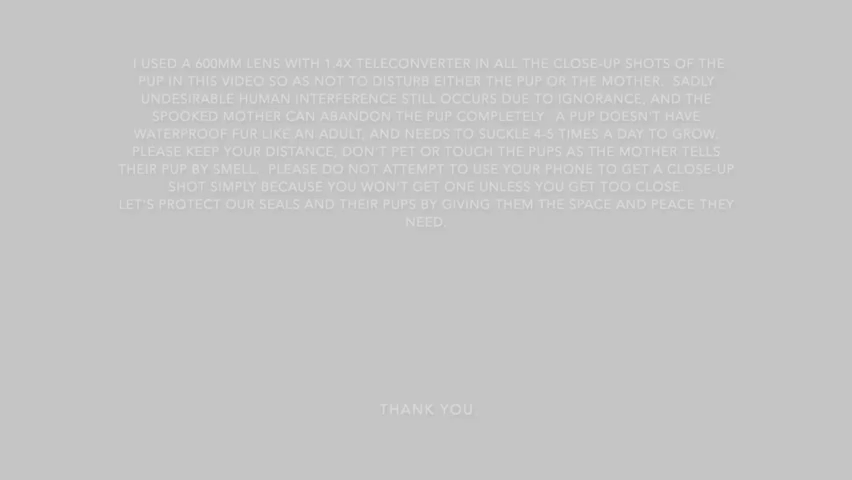 I USED A 600MM LENS WITH 1.4X TELECONVERTER IN ALL THE CLOSE-UP SHOTS OF THE
PUP IN THIS VIDEO SO AS NOT TO DISTURB EITHER THE PUP OR THE MOTHER. SADLY
UNDESIRABLE HUMAN INTERFERENCE STILL OCCURS DUE TO IGNORANCE, AND THE
SPOOKED MOTHER CAN ABANDON THE PUP COMPLETELY. A PUP DOESN'T HAVE
WATERPROOF FUR LIKE AN ADULT, AND NEEDS TO SUCKLE 4-5 TIMES A DAY TO GROW.
PLEASE KEEP YOUR DISTANCE, DON'T PET OR TOUCH THE PUPS AS THE MOTHER TELLS
THEIR PUP BY SMELL. PLEASE DO NOT ATTEMPT TO USE YOUR PHONE TO GET A CLOSE-UP
SHOT SIMPLY BECAUSE YOU WON'T GET ONE UNLESS YOU GET TOO CLOSE.
LET'S PROTECT OUR SEALS AND THEIR PUPS BY GIVING THEM THE SPACE AND PEACE THEY
NEED.
THANK YOU